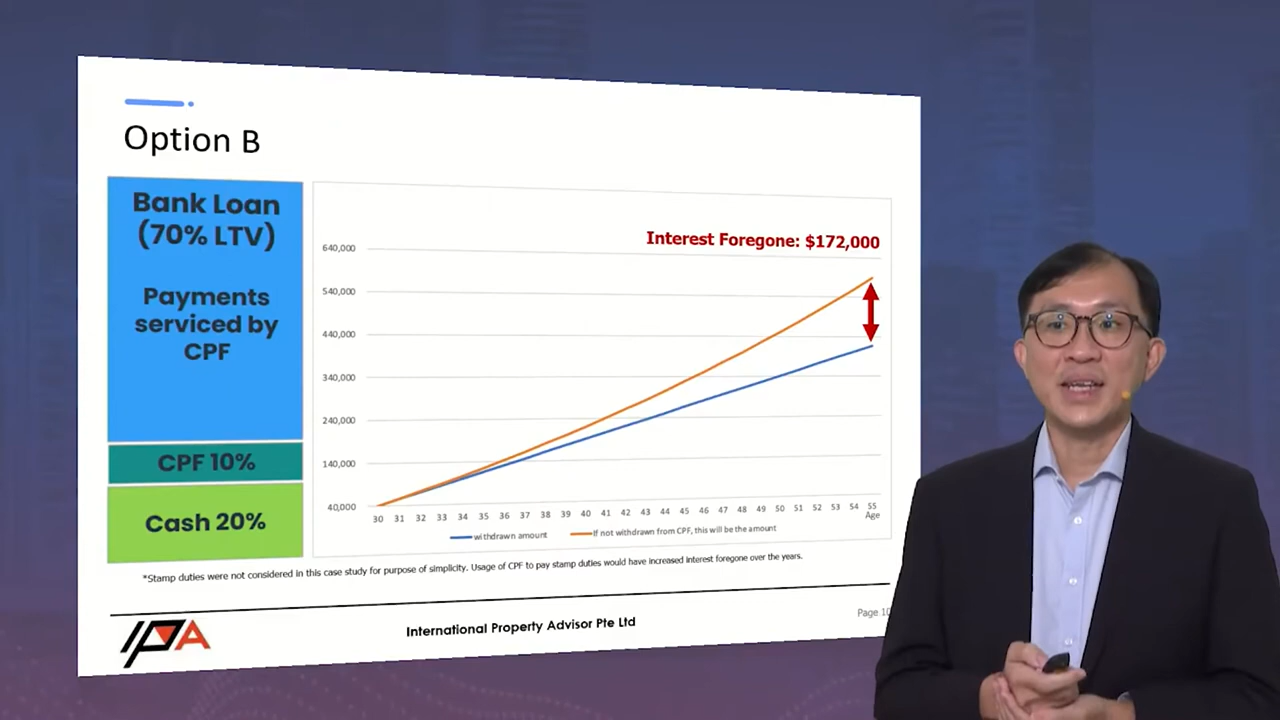 Option B
Bank Loan
(70% LTV)
Payments
serviced by
CPF
CPF 10%
Cash 20%
Interest Foregone: $172,000
640,000
540,000
440,000
340,000
240,000
140,000
40,000
30 31 32 33 34 35 36 37 38 39 40 41 42 43 44 45 46 47 48 49 50 51 52 53 54 55
Age
withdrawn amount
If not withdrawn from CPF, this will be the amount
*Stamp duties were not considered in this case study for purpose of simplicity. Usage of CPF to pay stamp duties would have increased interest foregone over the years.
IPA
International Property Advisor Pte Ltd
Page 10